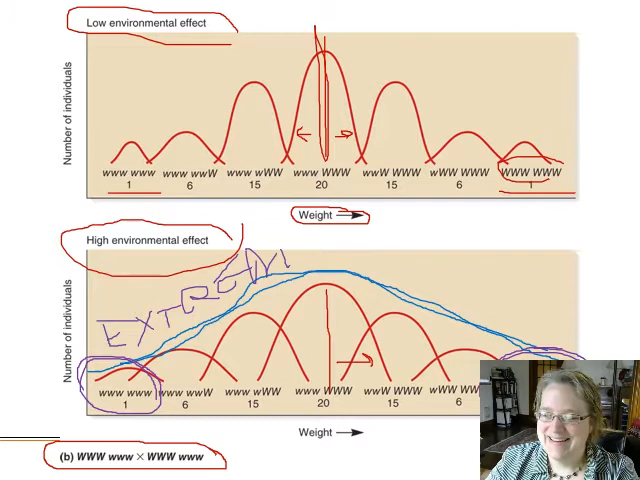 Low environmental effect
Number of individuals
www www www wwW www wWW www WWW wwW WWW wWW WWW WWW WWW
1 6 15 20 15 6 1
Weight
High environmental effect
EXTREM
Number of individuals
www www www wwW www wWW www WWW wwW WWW wWW WWW
1 6 15 20 15 6
Weight
(b) WWW www × WWW www